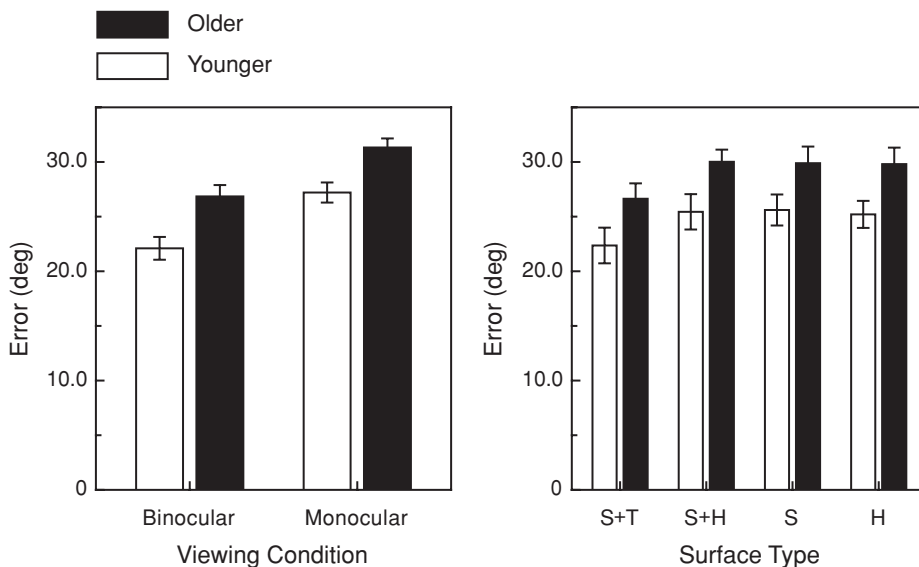 Older
Younger
Error (deg)
30.0
20.0
10.0
0
Binocular Monocular
Viewing Condition
Error (deg)
30.0
20.0
10.0
0
S+T S+H S H
Surface Type